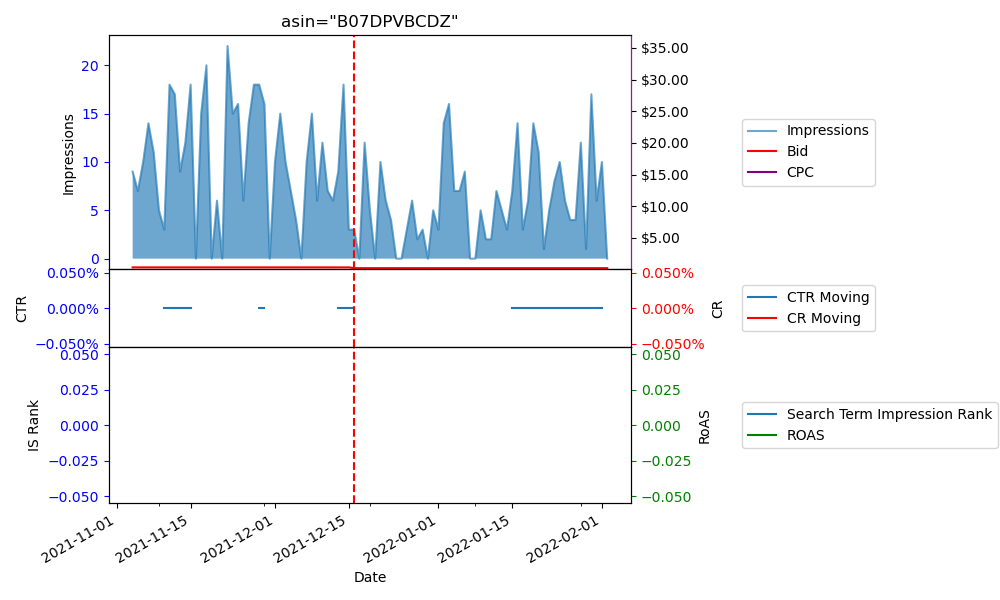 asin="B07DPVBCDZ"
Impressions
20
15
10
5
0
$35.00
$30.00
$25.00
$20.00
$15.00
$10.00
$5.00
Impressions
Bid
CPC
CTR
0.050%
0.000%
−0.050%
0.050%
0.000%
−0.050%
CR
CTR Moving
CR Moving
IS Rank
0.050
0.025
0.000
−0.025
−0.050
0.050
0.025
0.000
−0.025
−0.050
RoAS
Search Term Impression Rank
ROAS
2021-11-01
2021-11-15
2021-12-01
2021-12-15
2022-01-01
2022-01-15
2022-02-01
Date